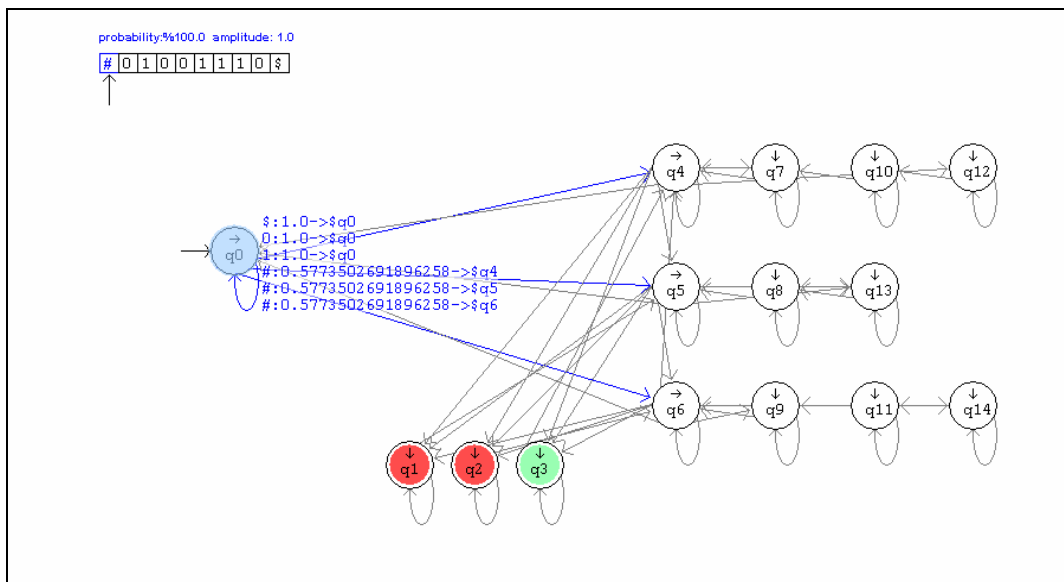 probability:%100.0 amplitude: 1.0
# 0 1 0 0 1 1 1 0 $
q4 q7 q10 q12
$:1.0->$q0
0:1.0->$q0
1:1.0->$q0
q0
#:0.5773502691896258->$q4
#:0.5773502691896258->$q5
#:0.5773502691896258->$q6
q5 q8 q13
q6 q9 q11 q14
q1 q2 q3